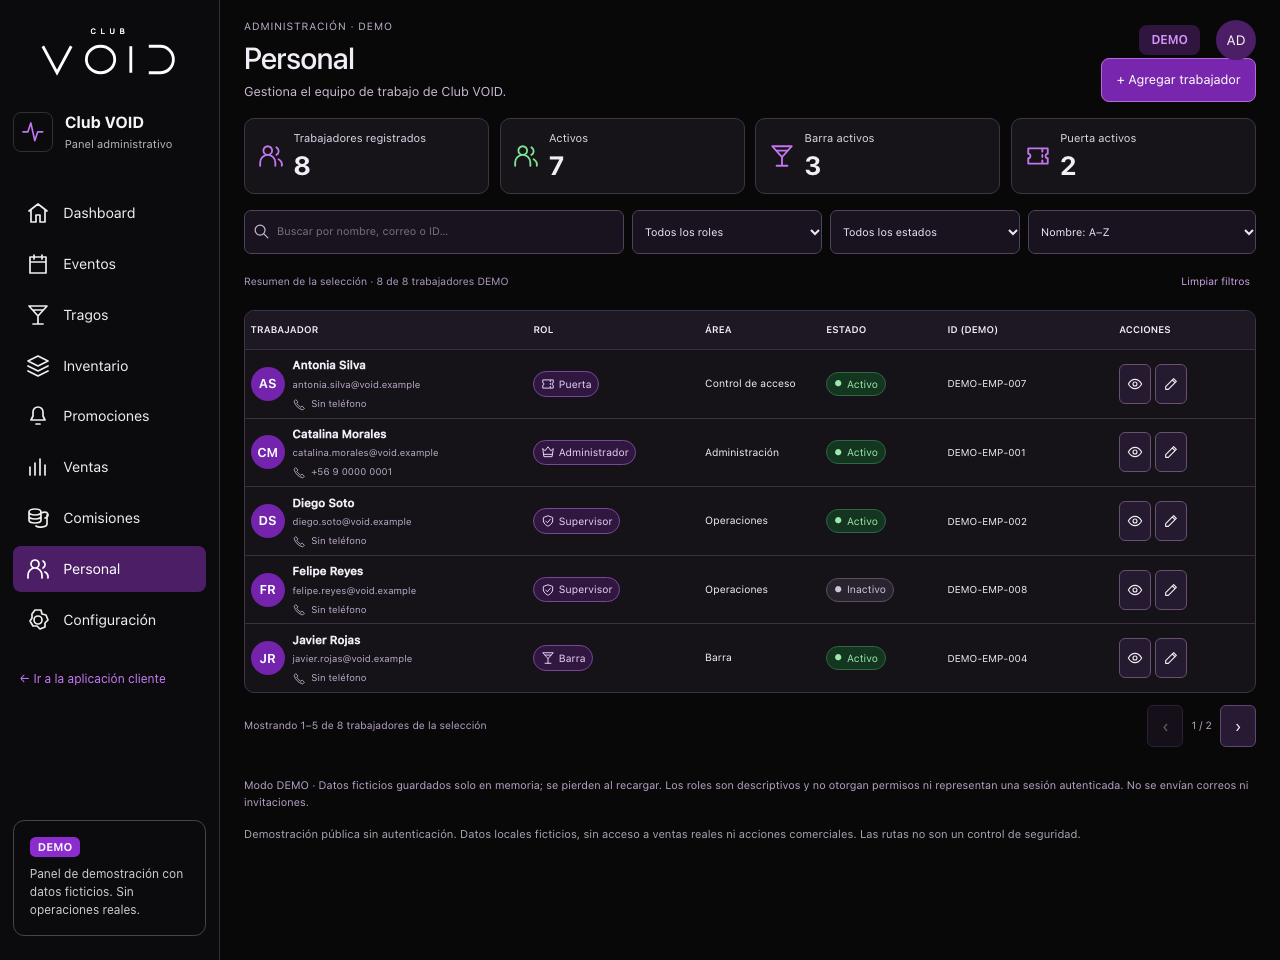 CLUB
VOID
Club VOID
Panel administrativo
Dashboard
Eventos
Tragos
Inventario
Promociones
Ventas
Comisiones
Personal
Configuración
← Ir a la aplicación cliente
DEMO
Panel de demostración con
datos ficticios. Sin
operaciones reales.
ADMINISTRACIÓN · DEMO
Personal
Gestiona el equipo de trabajo de Club VOID.
DEMO
AD
+ Agregar trabajador
Trabajadores registrados
8
Activos
7
Barra activos
3
Puerta activos
2
Buscar por nombre, correo o ID...
Todos los roles
Todos los estados
Nombre: A–Z
Resumen de la selección · 8 de 8 trabajadores DEMO
Limpiar filtros
TRABAJADOR ROL ÁREA ESTADO ID (DEMO) ACCIONES
AS
Antonia Silva
antonia.silva@void.example
Sin teléfono
Puerta
Control de acceso
Activo
DEMO-EMP-007
CM
Catalina Morales
catalina.morales@void.example
+56 9 0000 0001
Administrador
Administración
Activo
DEMO-EMP-001
DS
Diego Soto
diego.soto@void.example
Sin teléfono
Supervisor
Operaciones
Activo
DEMO-EMP-002
FR
Felipe Reyes
felipe.reyes@void.example
Sin teléfono
Supervisor
Operaciones
Inactivo
DEMO-EMP-008
JR
Javier Rojas
javier.rojas@void.example
Sin teléfono
Barra
Barra
Activo
DEMO-EMP-004
Mostrando 1–5 de 8 trabajadores de la selección
‹ 1 / 2 ›
Modo DEMO · Datos ficticios guardados solo en memoria; se pierden al recargar. Los roles son descriptivos y no otorgan permisos ni representan una sesión autenticada. No se envían correos ni
invitaciones.
Demostración pública sin autenticación. Datos locales ficticios, sin acceso a ventas reales ni acciones comerciales. Las rutas no son un control de seguridad.